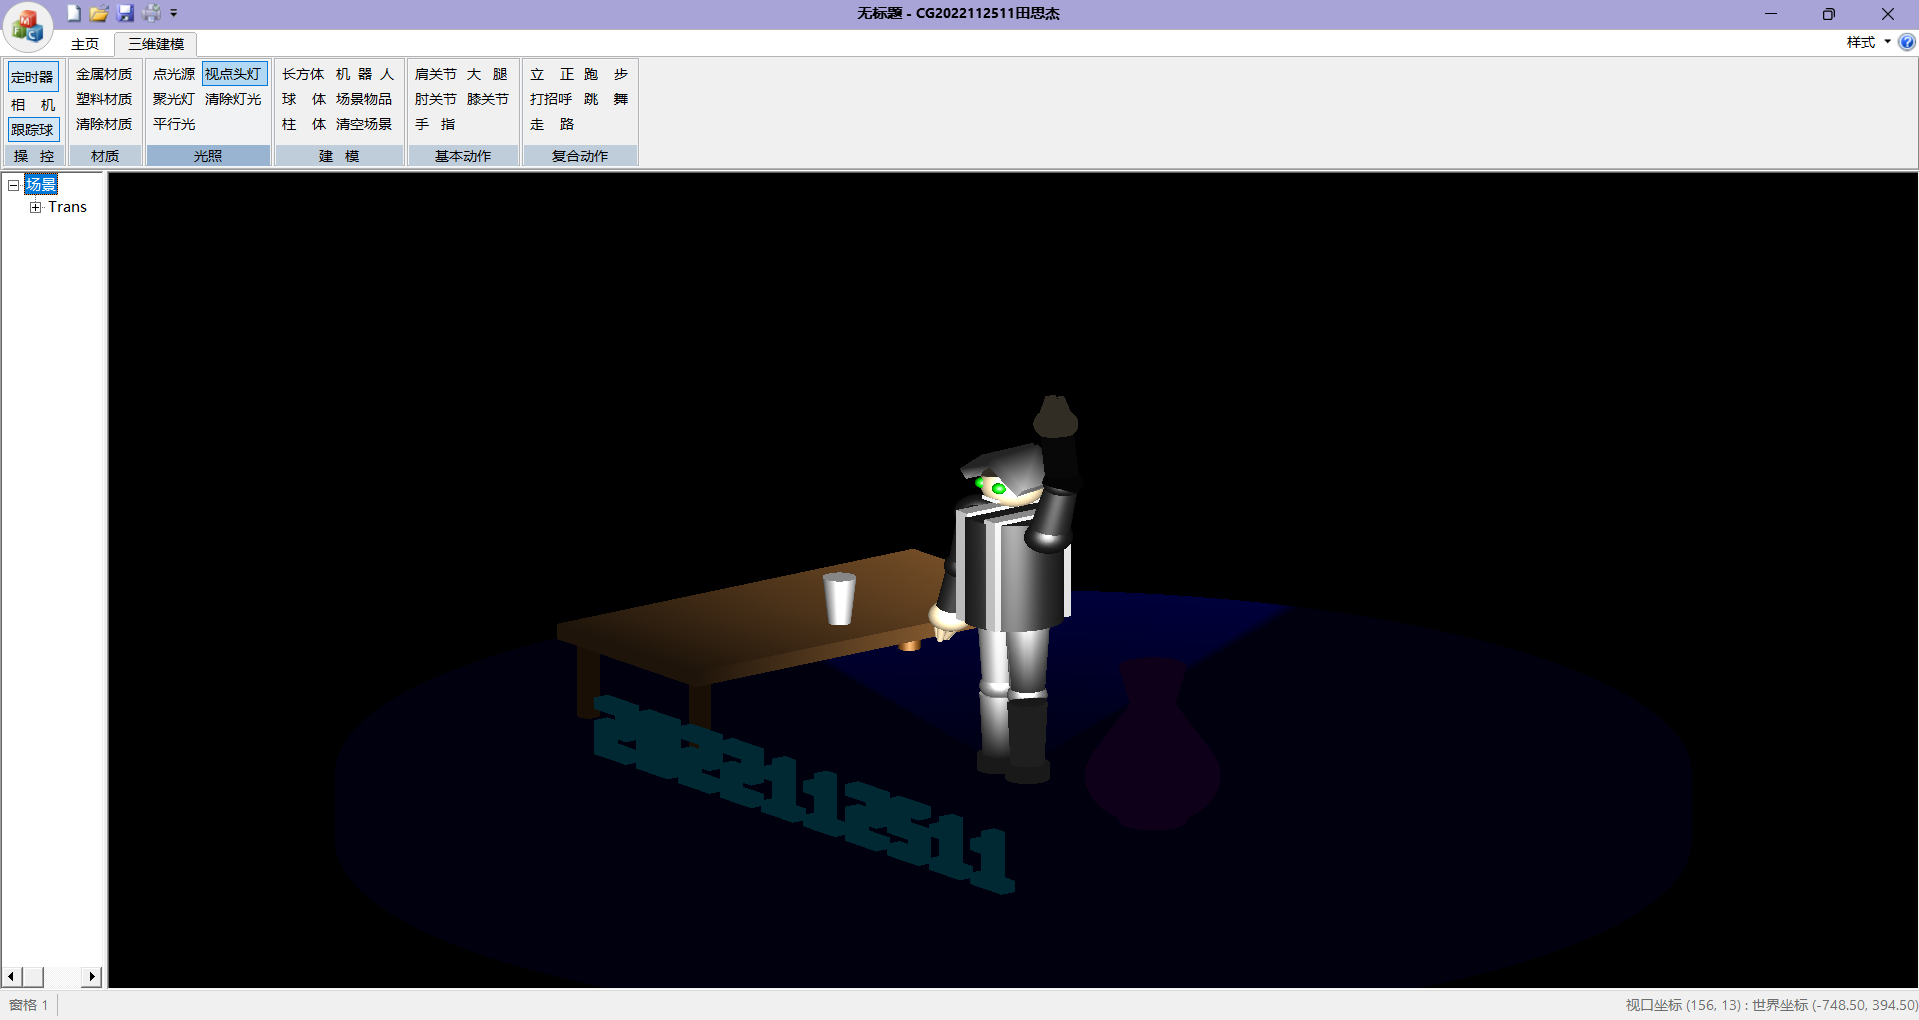 无标题 - CG2022112511田思杰
主页 三维建模 样式
定时器 金属材质 点光源 视点头灯 长方体 机 器 人 肩关节 大 腿 立 正 跑 步
相 机 塑料材质 聚光灯 清除灯光 球 体 场景物品 肘关节 膝关节 打招呼 跳 舞
跟踪球 清除材质 平行光 柱 体 清空场景 手 指 走 路
操 控 材质 光照 建 模 基本动作 复合动作
场景
Trans
2022112511
窗格 1 视口坐标 (156, 13) : 世界坐标 (-748.50, 394.50)